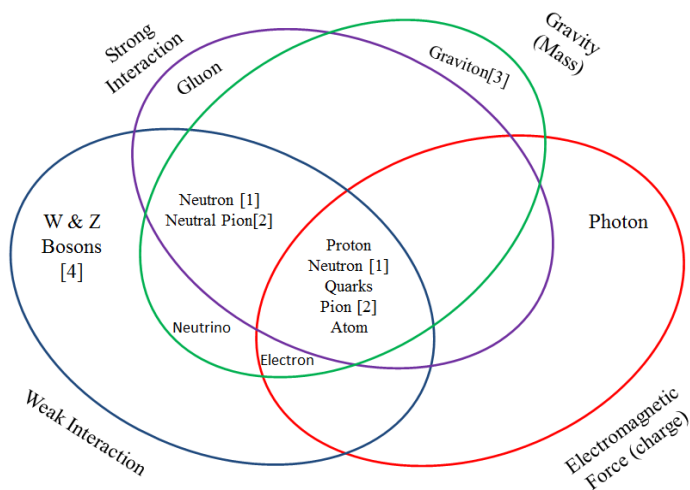 Strong
Interaction
Gravity
(Mass)
Gluon
Graviton[3]
Neutron [1]
Neutral Pion[2]
W & Z
Bosons
[4]
Photon
Proton
Neutron [1]
Quarks
Pion [2]
Atom
Neutrino
Electron
Weak Interaction
Electromagnetic
Force (charge)